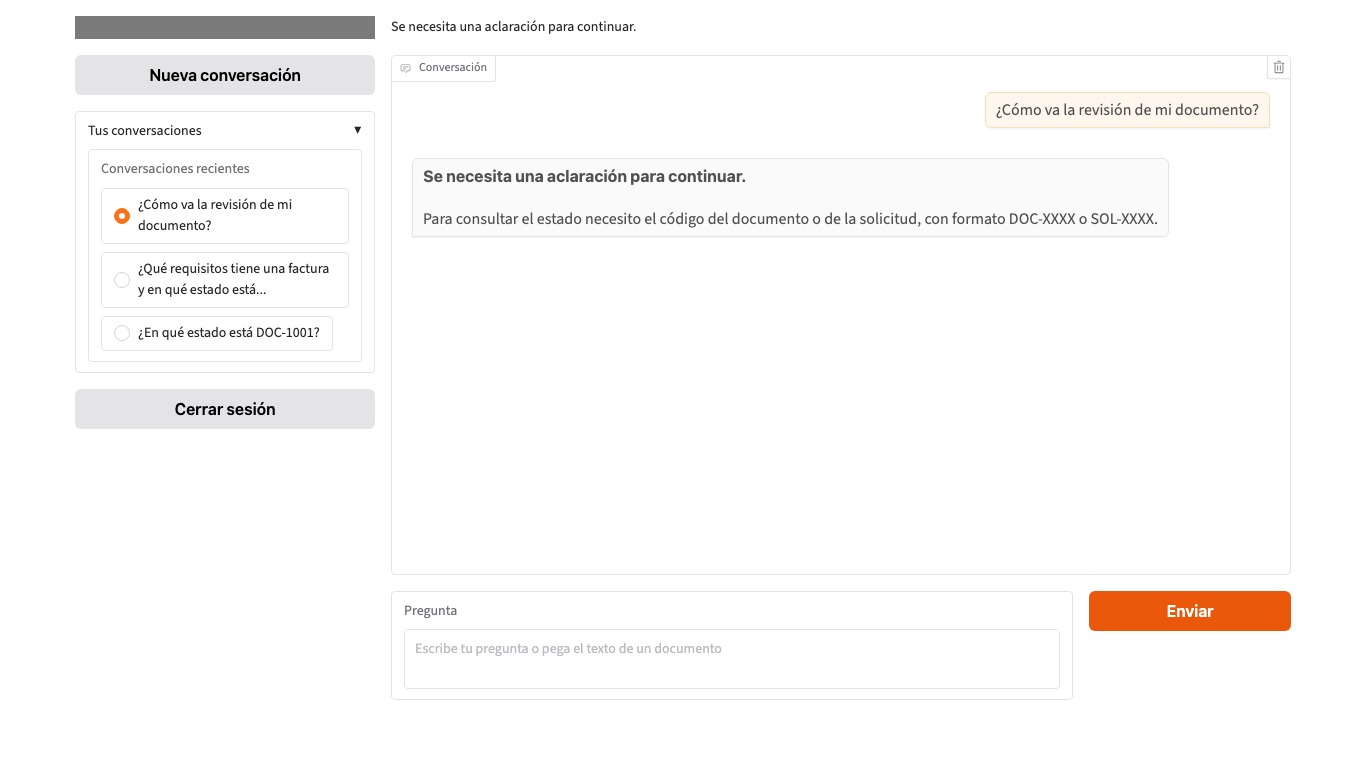 Se necesita una aclaración para continuar.
Nueva conversación
Tus conversaciones ▼
Conversaciones recientes
¿Cómo va la revisión de mi
documento?
¿Qué requisitos tiene una factura
y en qué estado está...
¿En qué estado está DOC-1001?
Cerrar sesión
Conversación
¿Cómo va la revisión de mi documento?
Se necesita una aclaración para continuar.
Para consultar el estado necesito el código del documento o de la solicitud, con formato DOC-XXXX o SOL-XXXX.
Pregunta
Escribe tu pregunta o pega el texto de un documento
Enviar